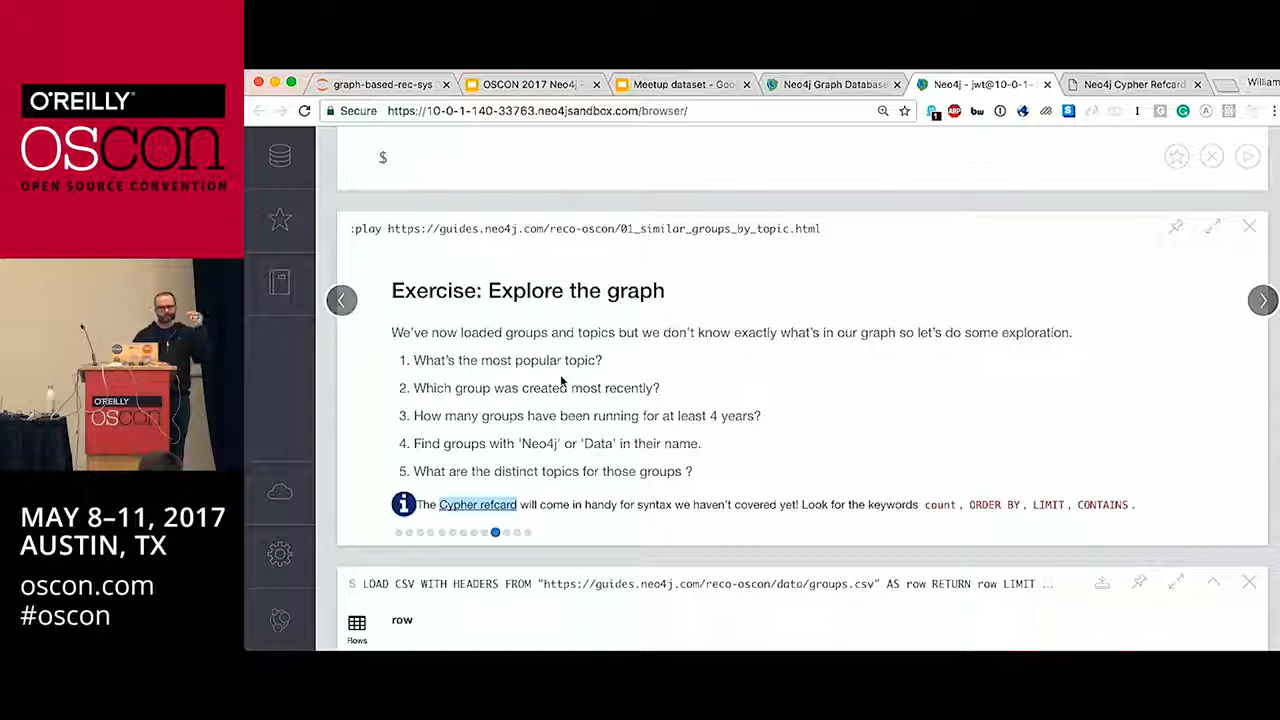 O'REILLY®
OSCON
OPEN SOURCE CONVENTION
MAY 8–11, 2017
AUSTIN, TX
oscon.com
#oscon
O'REILLY
OSCON
graph-based-rec-sys
OSCON 2017 Neo4j -
Meetup dataset - Goo
Neo4j Graph Database
Neo4j - jwt@10-0-1-
Neo4j Cypher Refcard
William
Secure
https://10-0-1-140-33763.neo4jsandbox.com/browser/
$
:play https://guides.neo4j.com/reco-oscon/01_similar_groups_by_topic.html
Exercise: Explore the graph
We've now loaded groups and topics but we don't know exactly what's in our graph so let's do some exploration.
1. What's the most popular topic?
2. Which group was created most recently?
3. How many groups have been running for at least 4 years?
4. Find groups with 'Neo4j' or 'Data' in their name.
5. What are the distinct topics for those groups ?
The Cypher refcard will come in handy for syntax we haven't covered yet! Look for the keywords count, ORDER BY, LIMIT, CONTAINS.
$ LOAD CSV WITH HEADERS FROM "https://guides.neo4j.com/reco-oscon/data/groups.csv" AS row RETURN row LIMIT ...
row
Rows